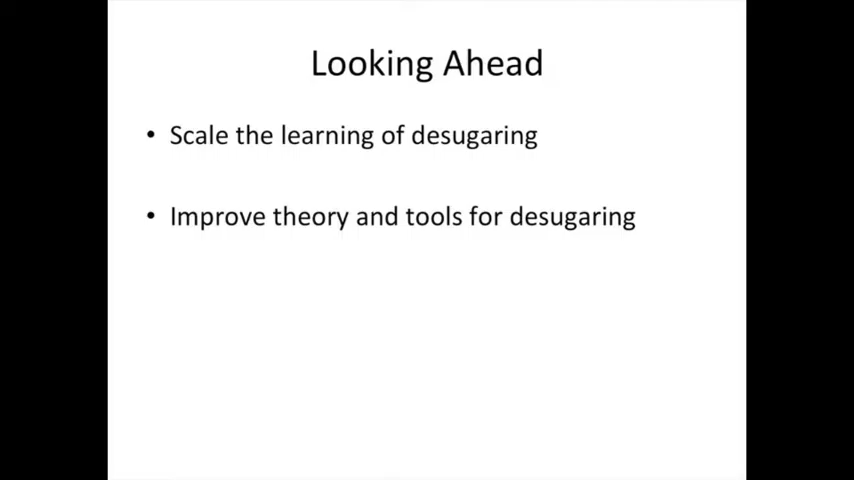 Looking Ahead
• Scale the learning of desugaring
• Improve theory and tools for desugaring